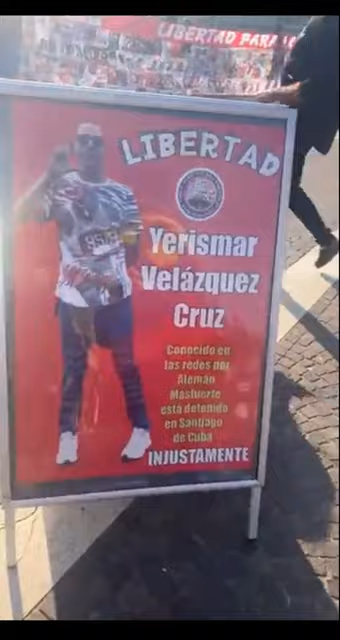 LIBERTAD PARA
LIBERTAD
Yerismar
Velázquez
Cruz
Conocido en
las redes por
Alemán
Masfuerte
está detenido
en Santiago
de Cuba
INJUSTAMENTE